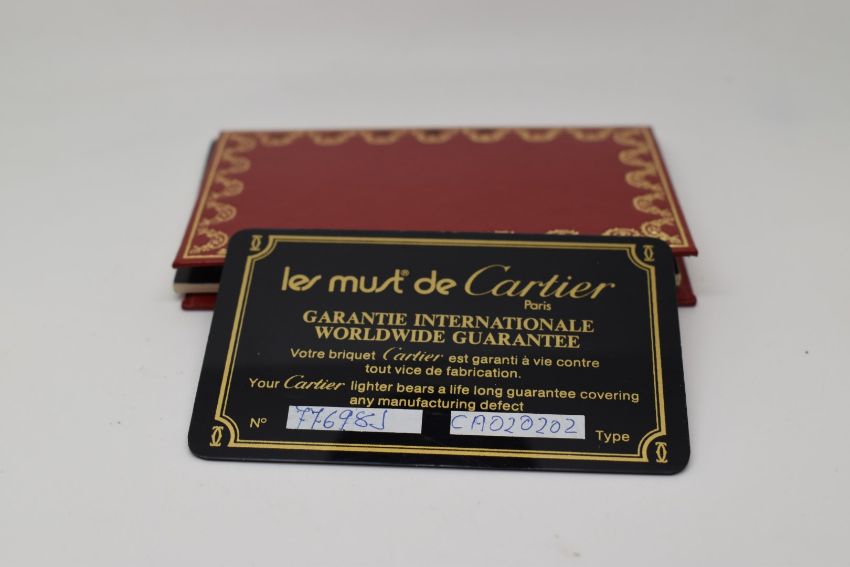 les must® de Cartier
Paris
GARANTIE INTERNATIONALE
WORLDWIDE GUARANTEE
Votre briquet Cartier est garanti à vie contre
tout vice de fabrication.
Your Cartier lighter bears a life long guarantee covering
any manufacturing defect
Nº 77698J CA020202 Type